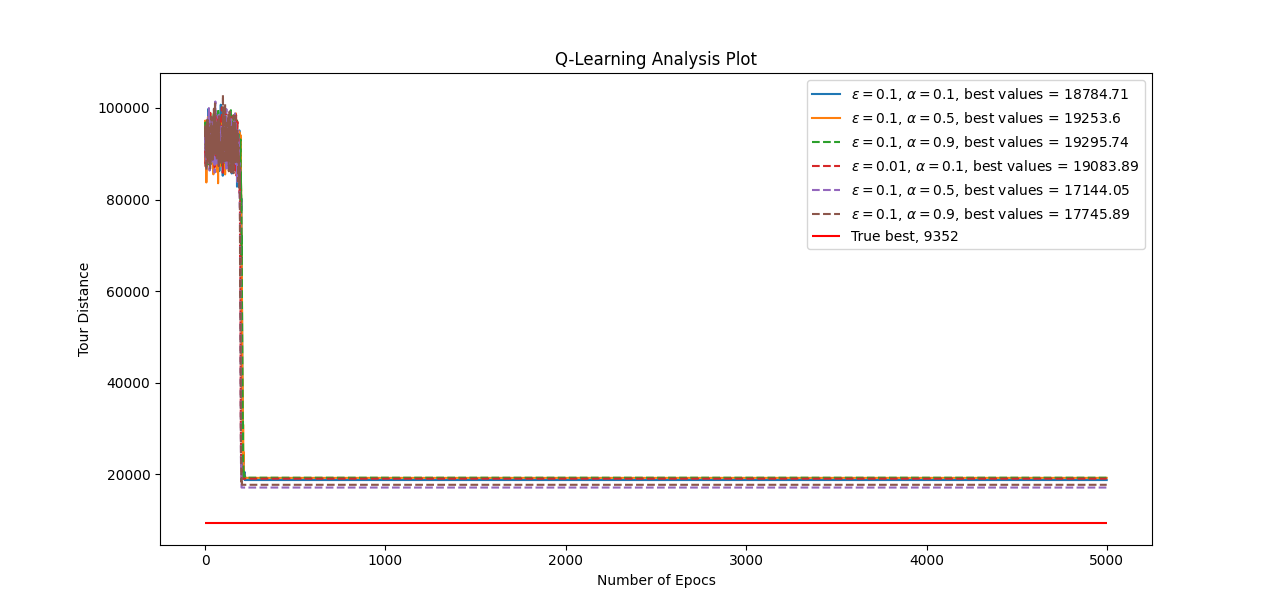 Q-Learning Analysis Plot
ε = 0.1, α = 0.1, best values = 18784.71
ε = 0.1, α = 0.5, best values = 19253.6
ε = 0.1, α = 0.9, best values = 19295.74
ε = 0.01, α = 0.1, best values = 19083.89
ε = 0.1, α = 0.5, best values = 17144.05
ε = 0.1, α = 0.9, best values = 17745.89
True best, 9352
Tour Distance
100000
80000
60000
40000
20000
0 1000 2000 3000 4000 5000
Number of Epocs